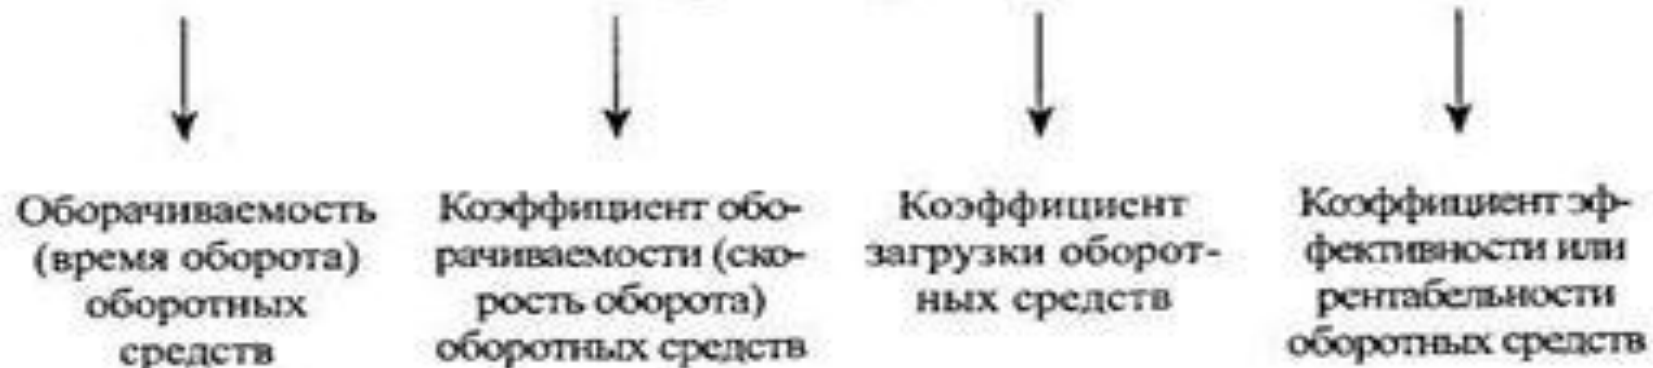 Оборачиваемость
(время оборота)
оборотных
средств
Коэффициент обо-
рачиваемости (ско-
рость оборота)
оборотных средств
Коэффициент
загрузки оборот-
ных средств
Коэффициент эф-
фективности или
рентабельности
оборотных средств